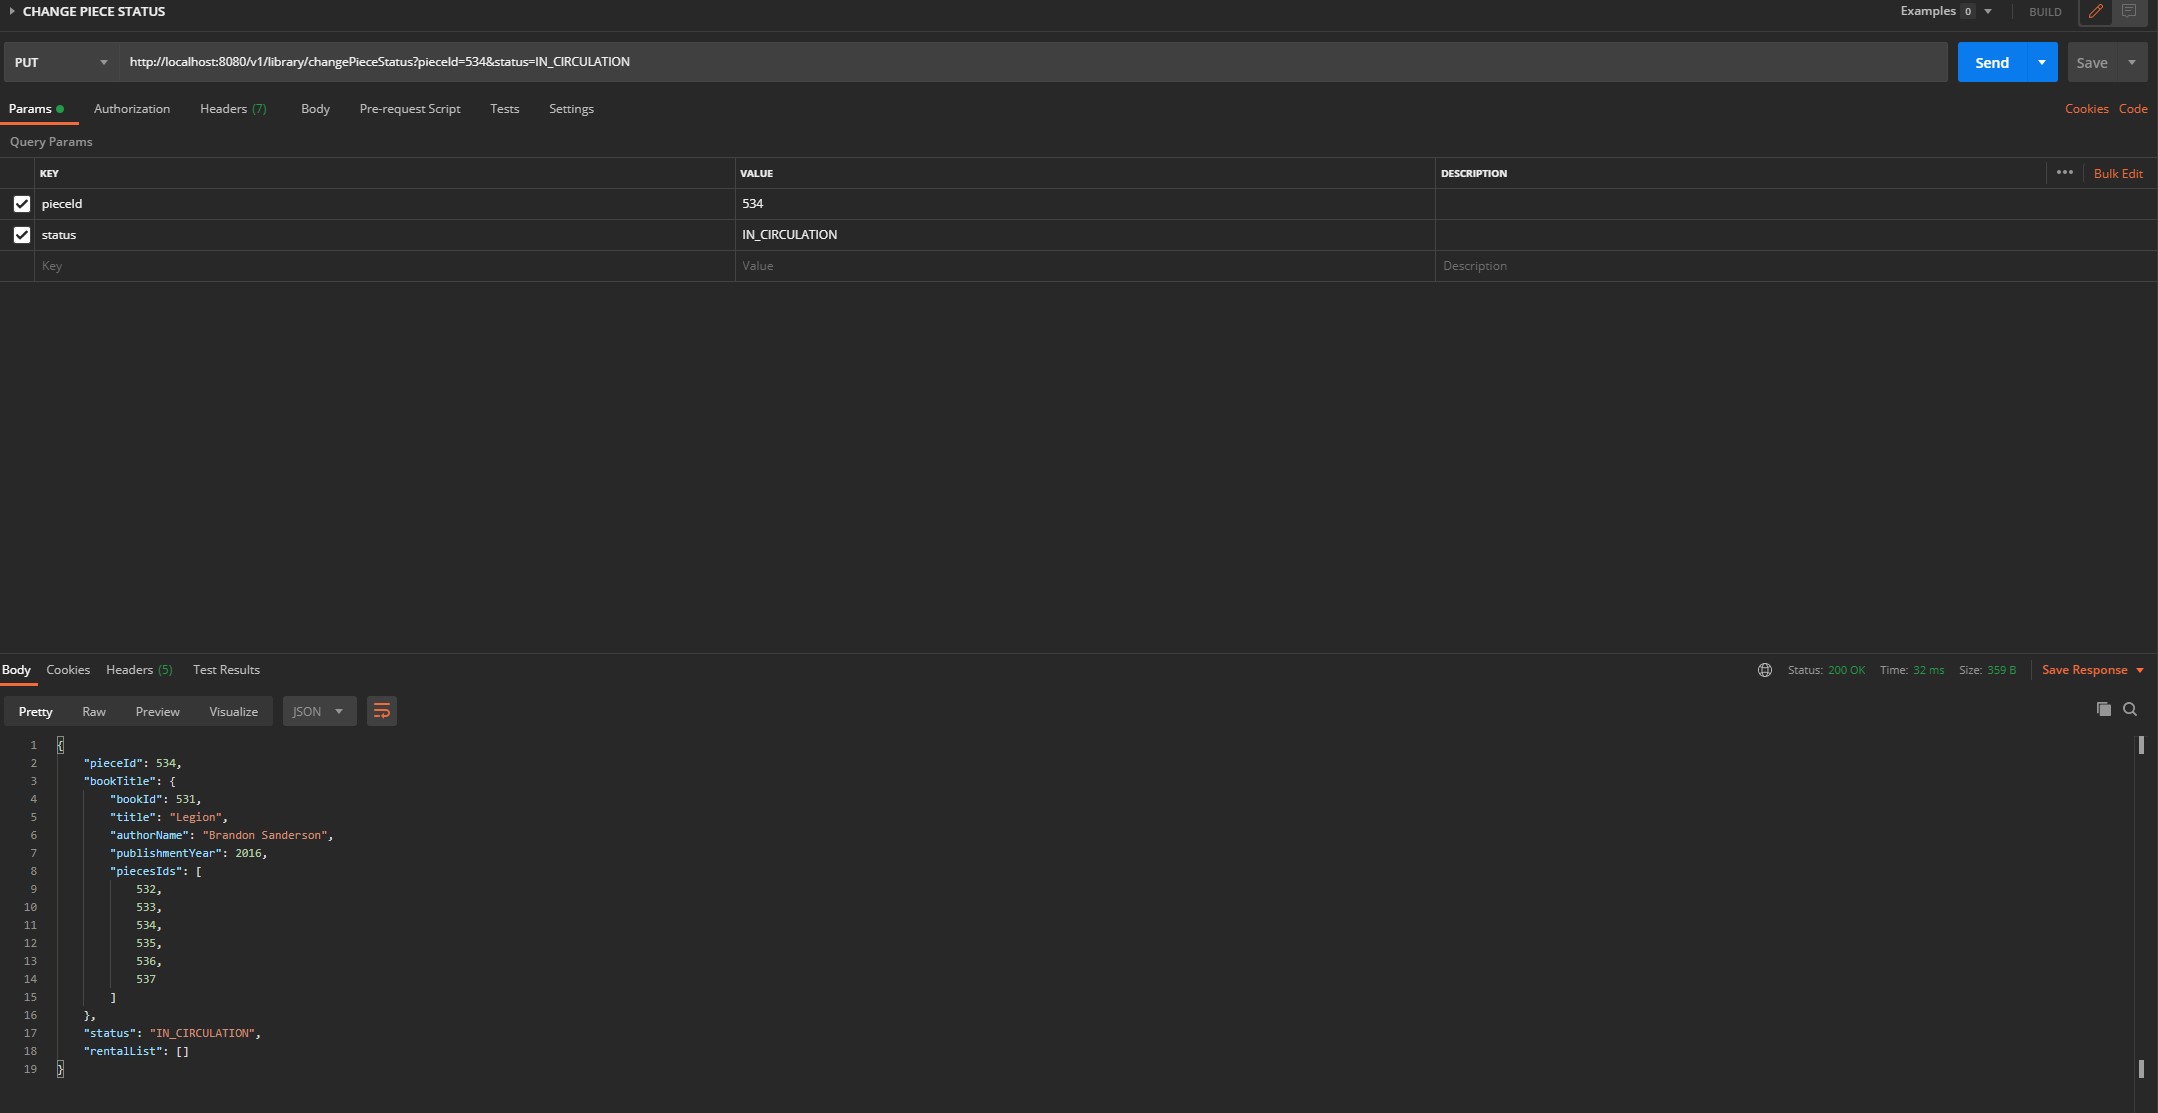 CHANGE PIECE STATUS
Examples 0 BUILD
PUT http://localhost:8080/v1/library/changePieceStatus?pieceId=534&status=IN_CIRCULATION Send Save
Params Authorization Headers (7) Body Pre-request Script Tests Settings Cookies Code
Query Params
KEY VALUE DESCRIPTION ••• Bulk Edit
pieceId 534
status IN_CIRCULATION
Key Value Description
Body Cookies Headers (5) Test Results Status: 200 OK Time: 32 ms Size: 359 B Save Response
Pretty Raw Preview Visualize JSON
1 {
2 "pieceId": 534,
3 "bookTitle": {
4 "bookId": 531,
5 "title": "Legion",
6 "authorName": "Brandon Sanderson",
7 "publishmentYear": 2016,
8 "piecesIds": [
9 532,
10 533,
11 534,
12 535,
13 536,
14 537
15 ]
16 },
17 "status": "IN_CIRCULATION",
18 "rentalList": []
19 }